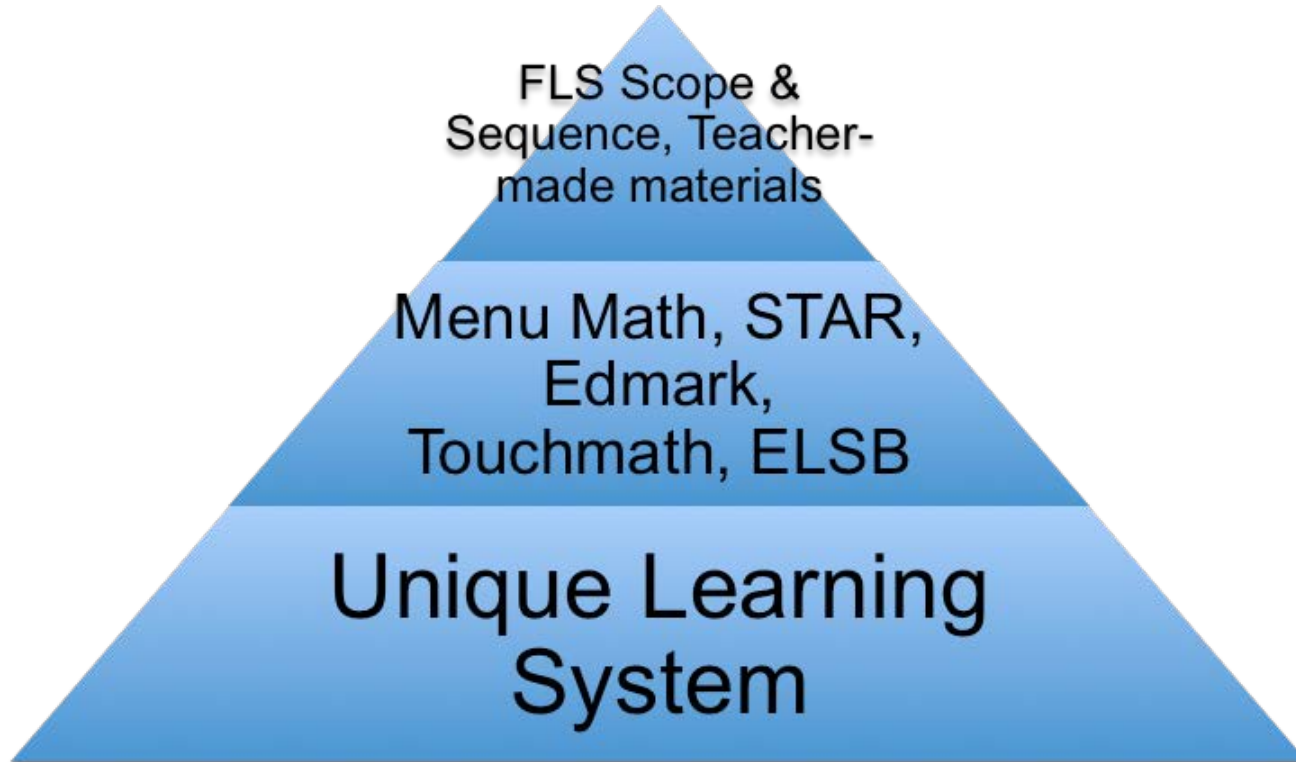 FLS Scope &
Sequence, Teacher-
made materials
Menu Math, STAR,
Edmark,
Touchmath, ELSB
Unique Learning
System